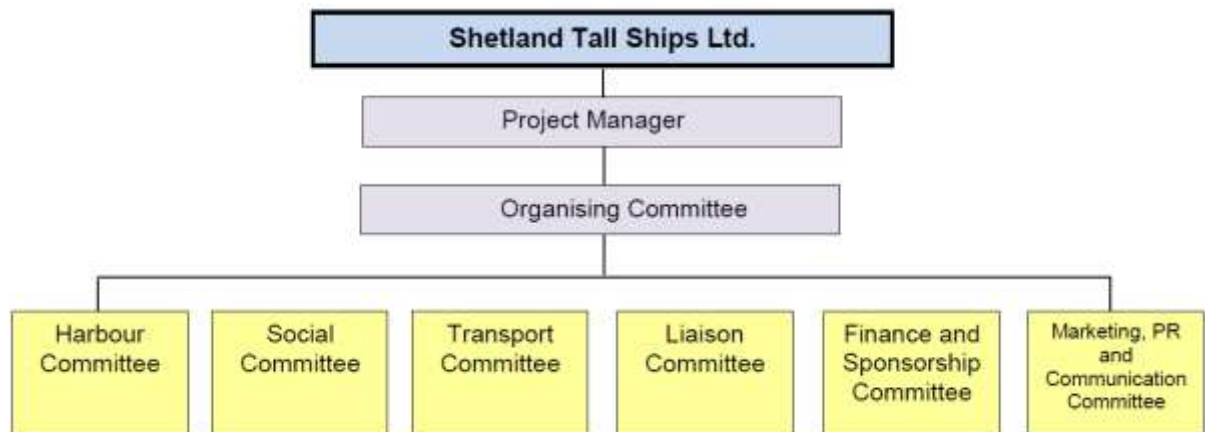 Shetland Tall Ships Ltd.
Project Manager
Organising Committee
Harbour
Committee
Social
Committee
Transport
Committee
Liaison
Committee
Finance and
Sponsorship
Committee
Marketing, PR
and
Communication
Committee